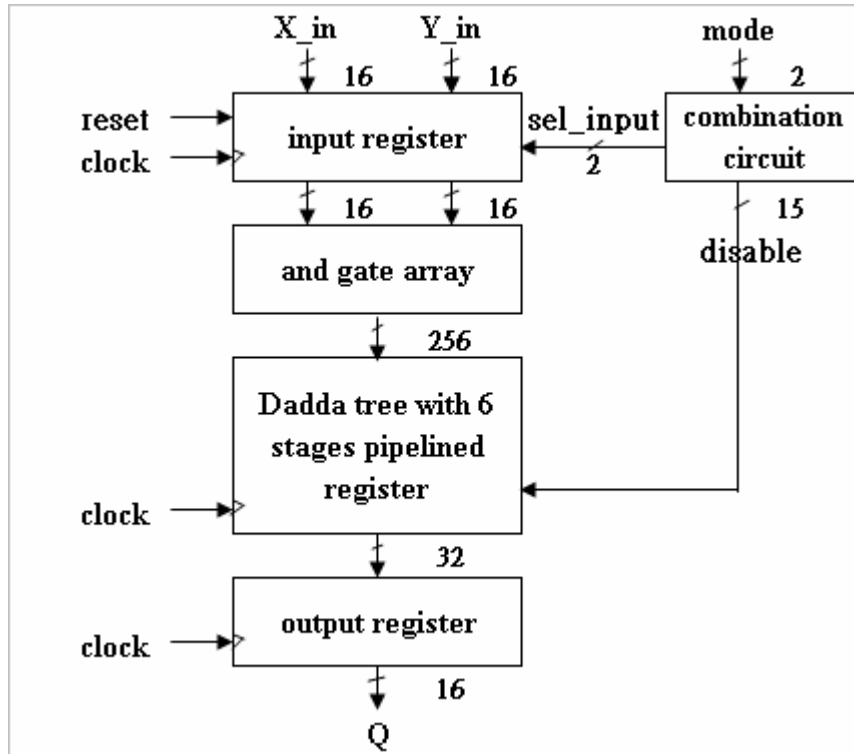 X_in
Y_in
mode
16
16
2
reset
clock
input register
sel_input
2
combination
circuit
16
16
15
disable
and gate array
256
Dadda tree with 6
stages pipelined
register
clock
32
output register
clock
16
Q